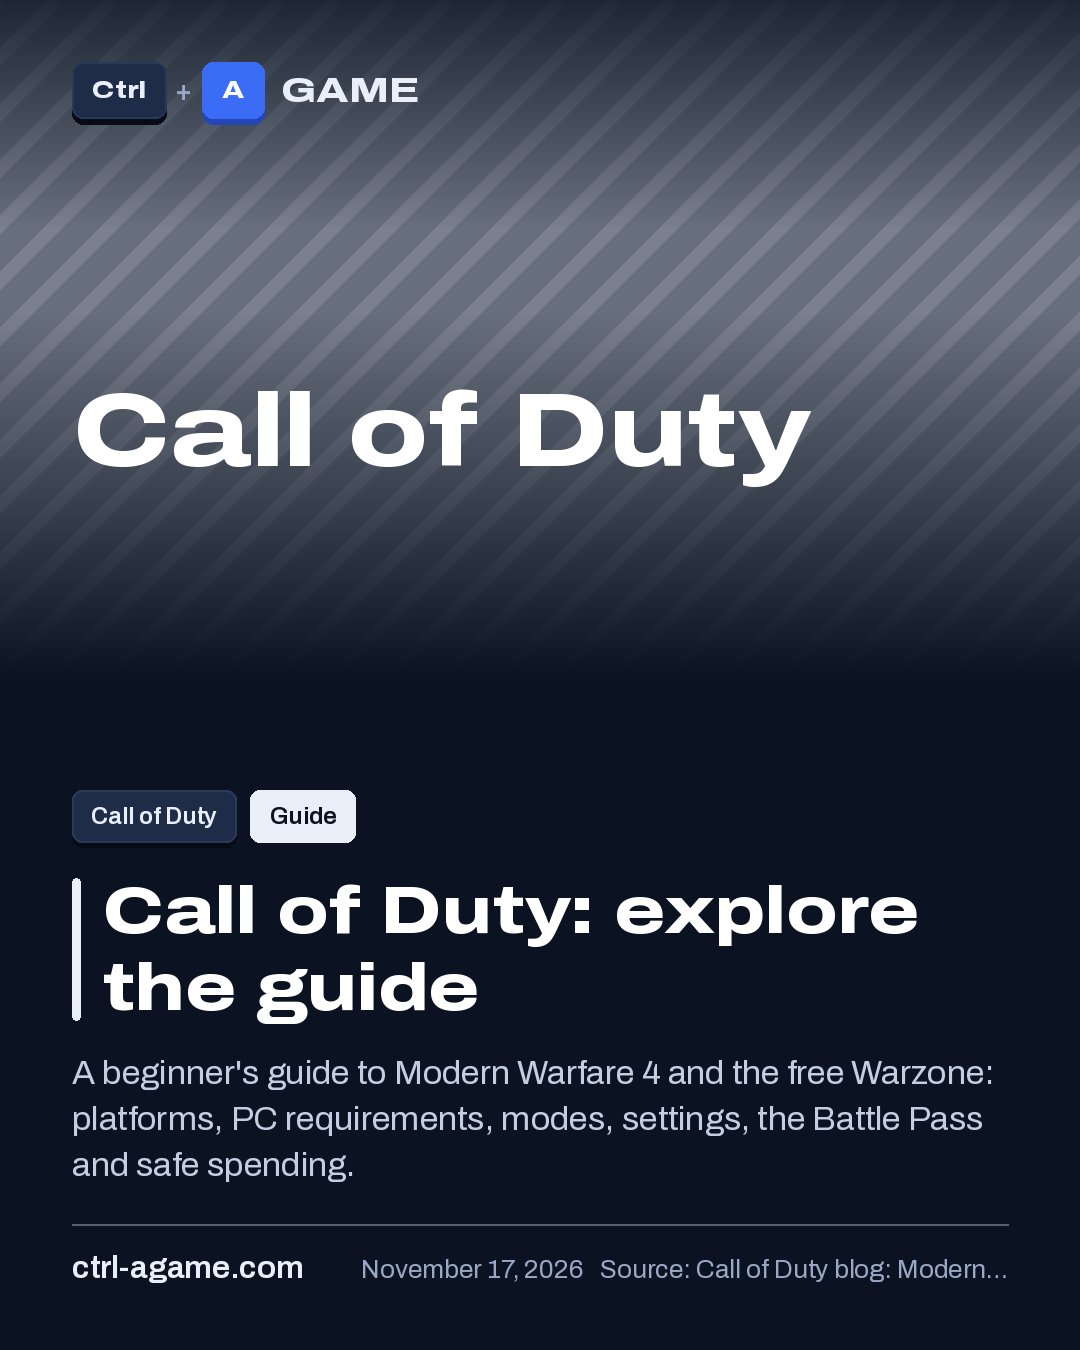 Ctrl + A GAME
Call of Duty
Call of Duty Guide
Call of Duty: explore
the guide
A beginner's guide to Modern Warfare 4 and the free Warzone:
platforms, PC requirements, modes, settings, the Battle Pass
and safe spending.
ctrl-agame.com November 17, 2026 Source: Call of Duty blog: Modern...